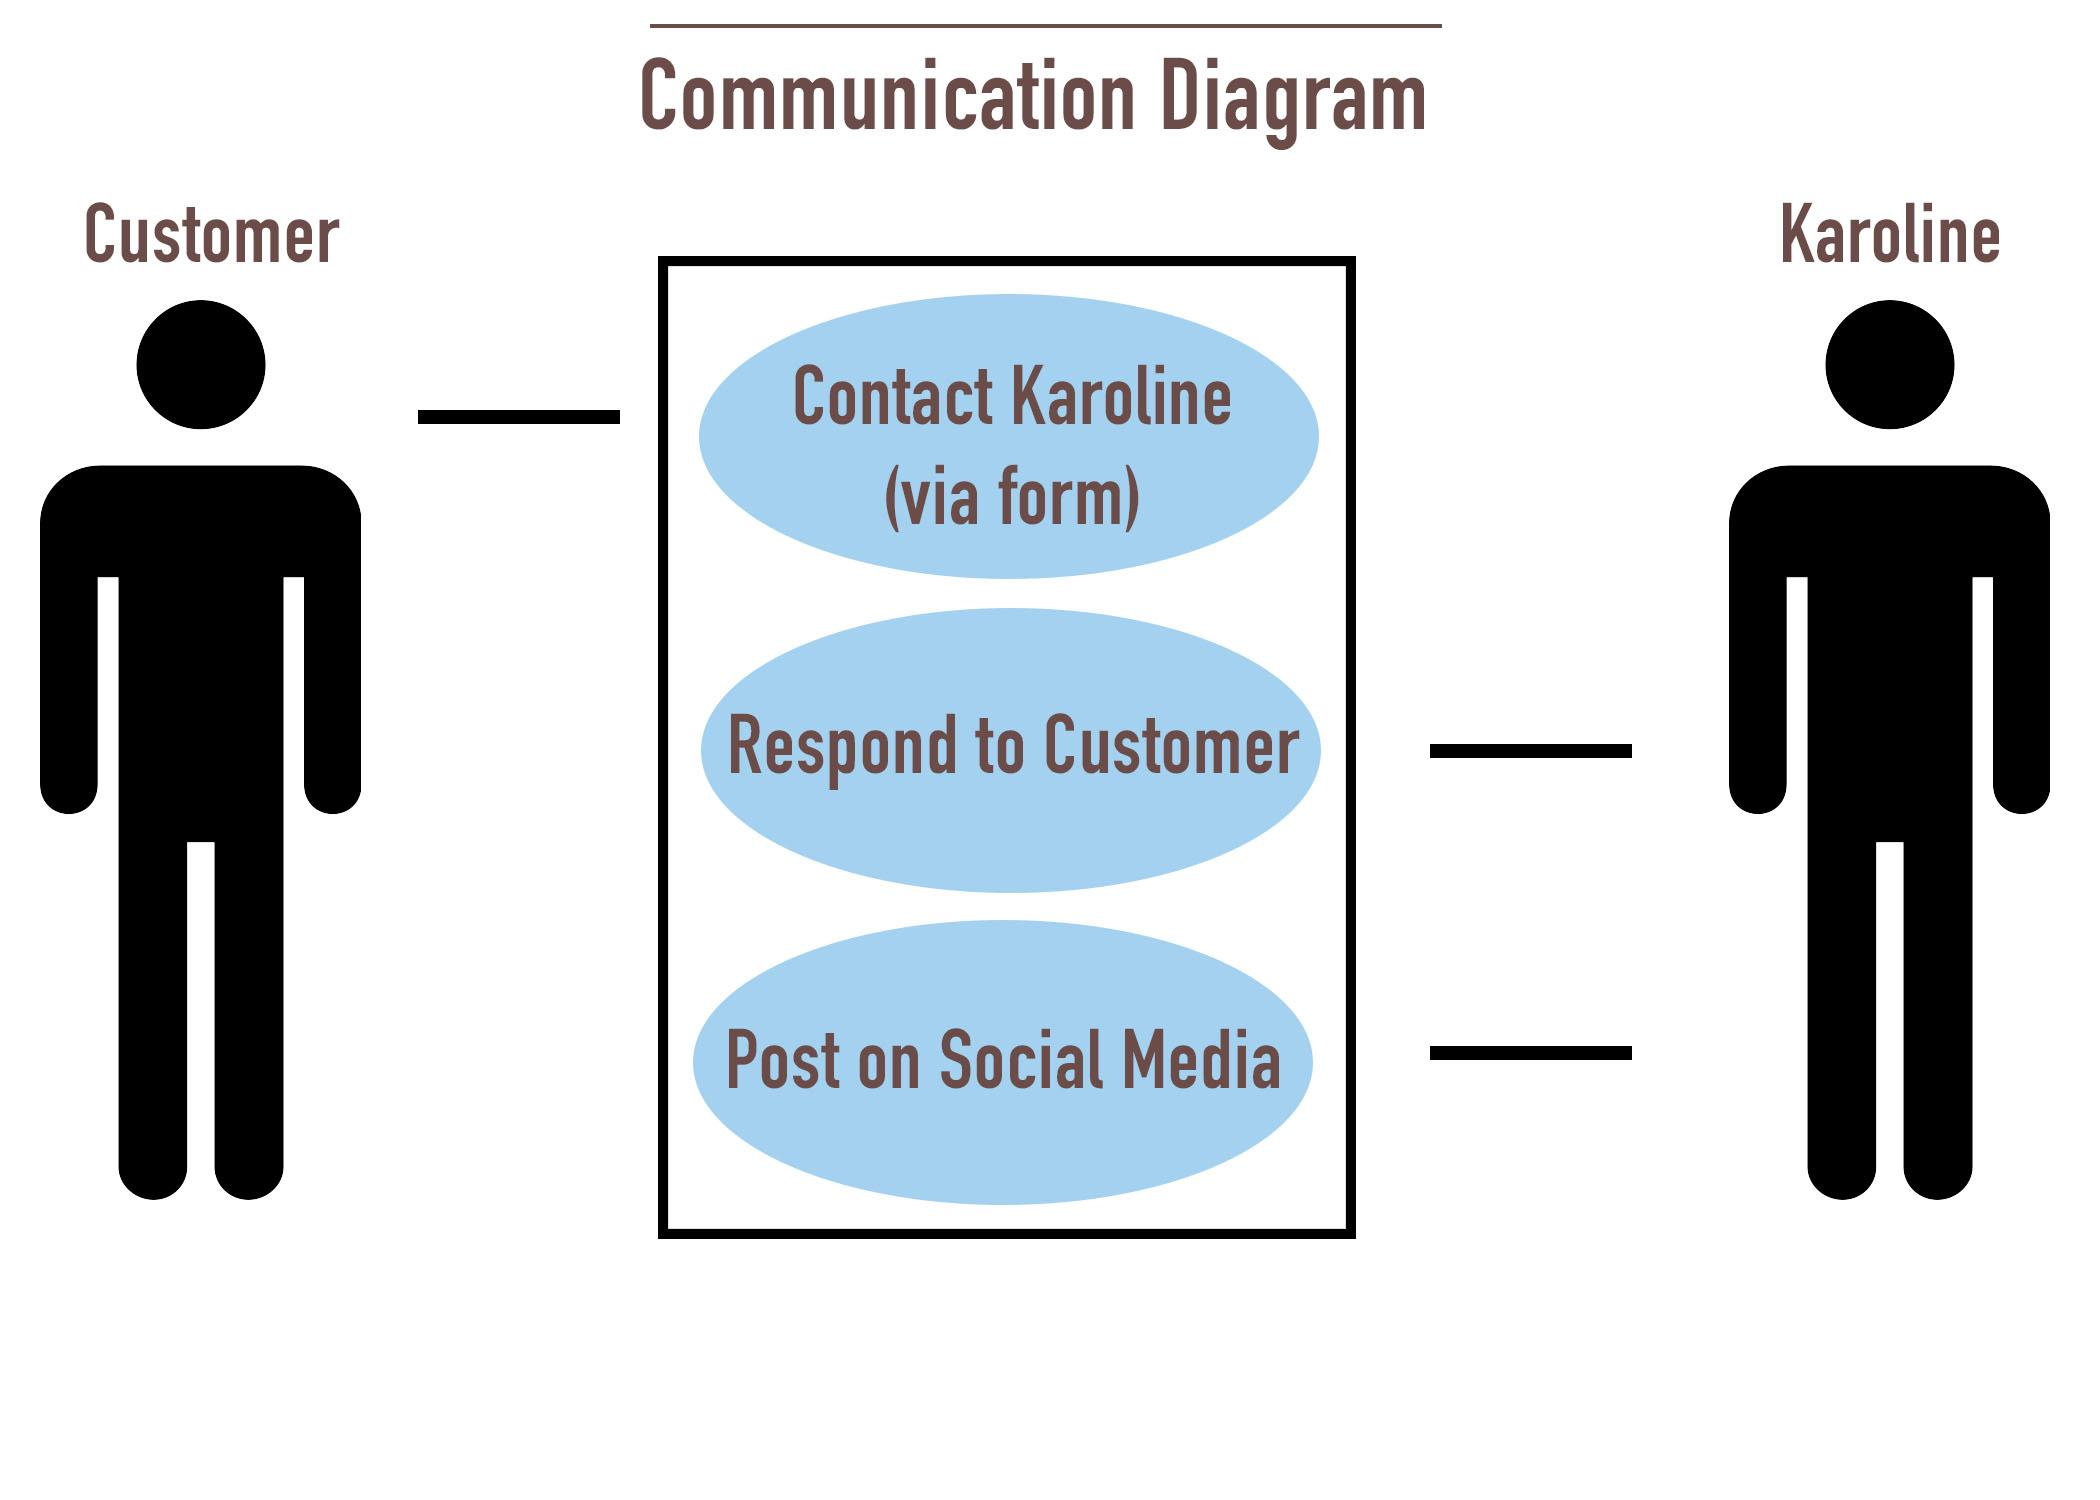 Communication Diagram
Customer
Karoline
Contact Karoline
(via form)
Respond to Customer
Post on Social Media